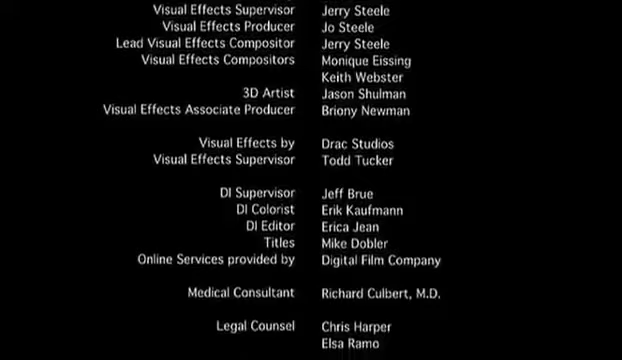 Visual Effects Supervisor Jerry Steele
Visual Effects Producer Jo Steele
Lead Visual Effects Compositor Jerry Steele
Visual Effects Compositors Monique Eissing
Keith Webster
3D Artist Jason Shulman
Visual Effects Associate Producer Briony Newman
Visual Effects by Drac Studios
Visual Effects Supervisor Todd Tucker
DI Supervisor Jeff Brue
DI Colorist Erik Kaufmann
DI Editor Erica Jean
Titles Mike Dobler
Online Services provided by Digital Film Company
Medical Consultant Richard Culbert, M.D.
Legal Counsel Chris Harper
Elsa Ramo